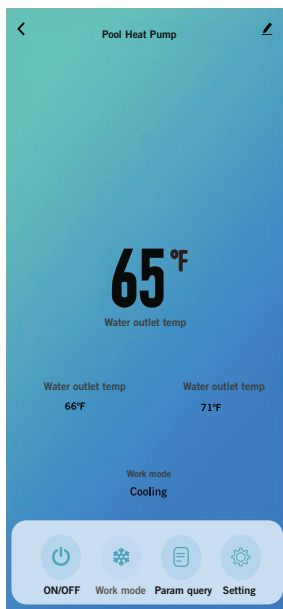 Pool Heat Pump
65°F
Water outlet temp
Water outlet temp Water outlet temp
66°F 71°F
Work mode
Cooling
ON/OFF Work mode Param query Setting